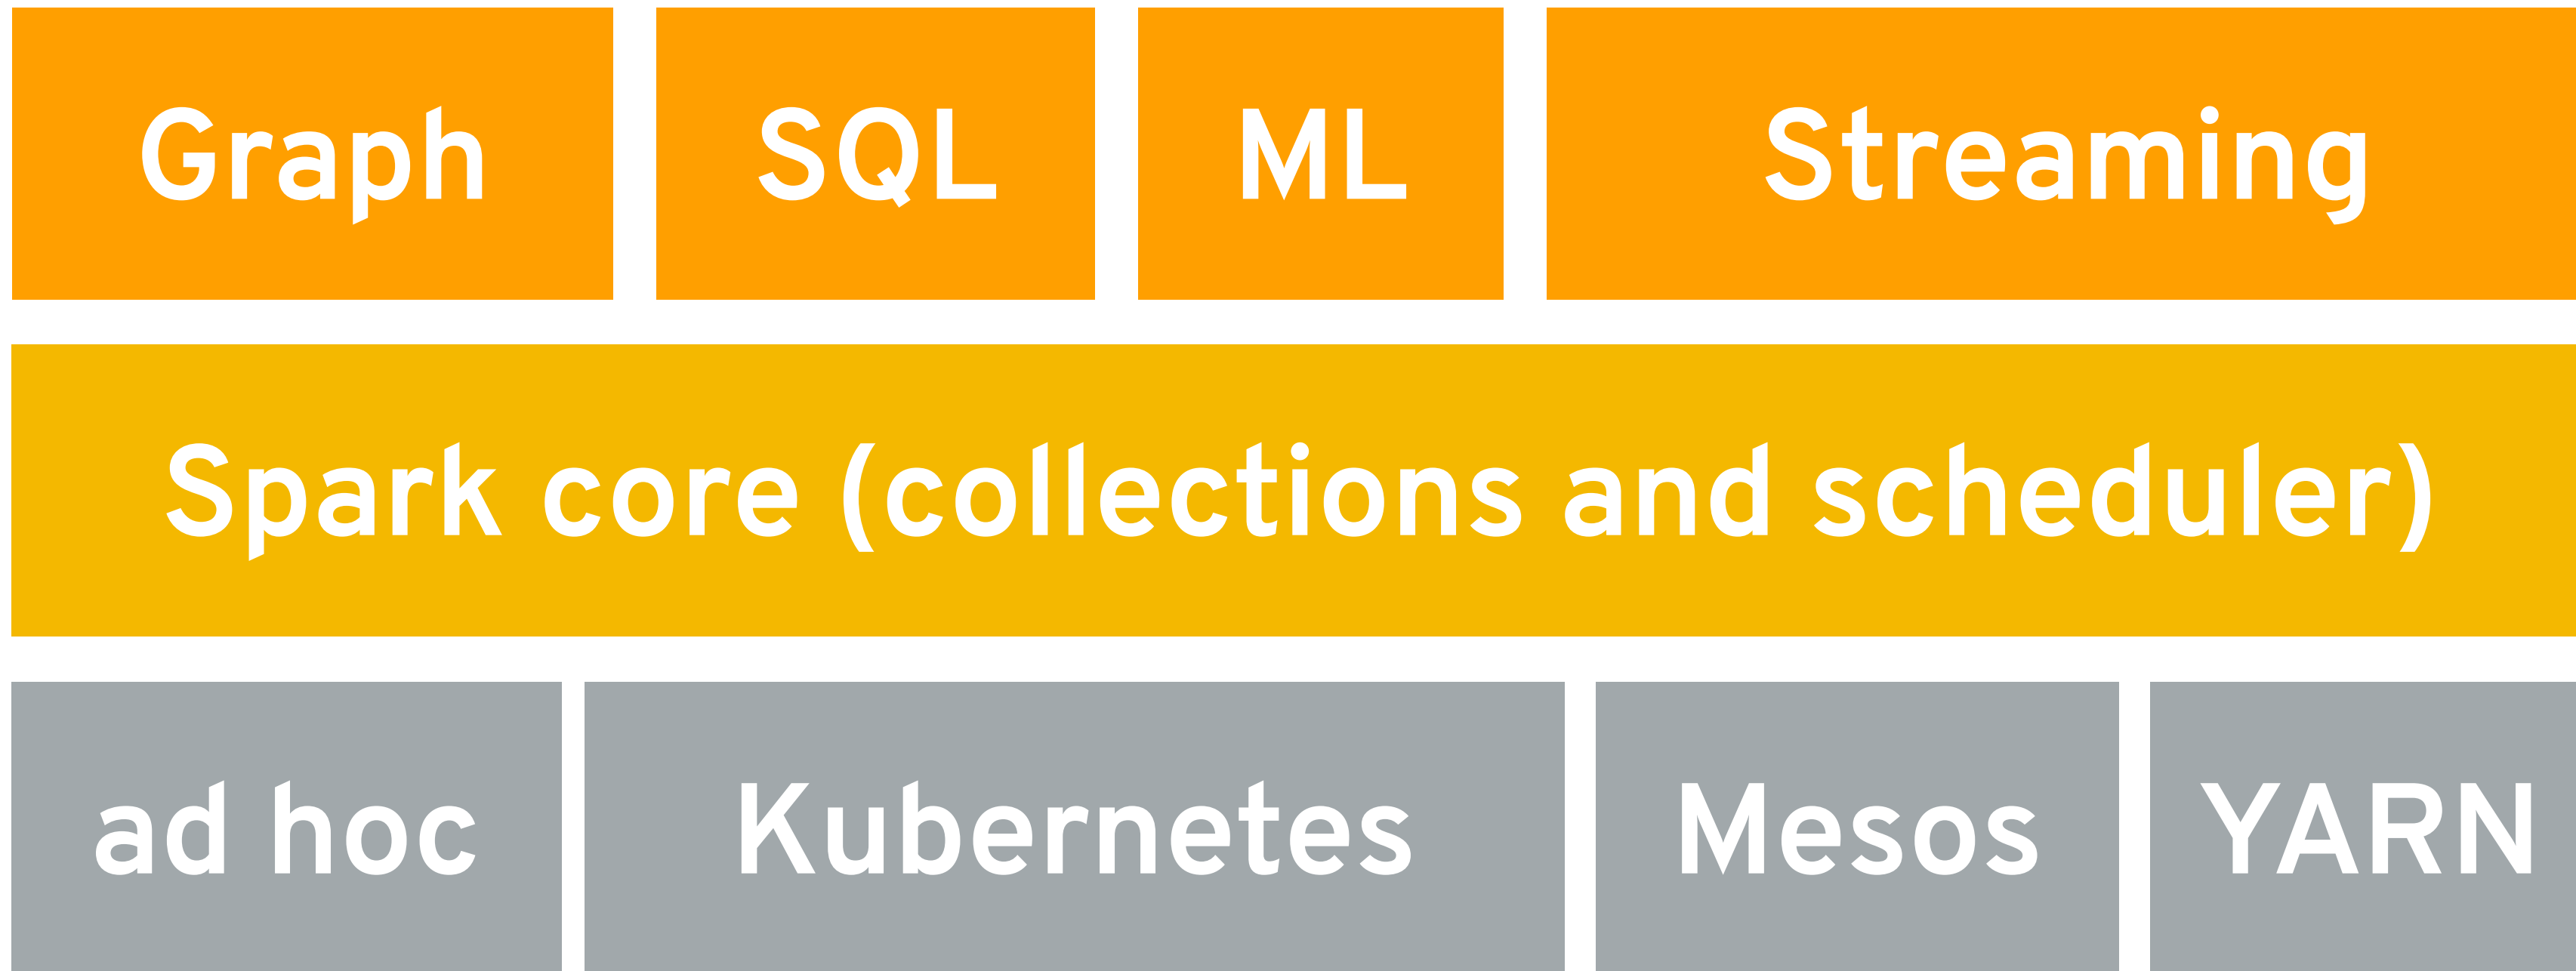 Graph SQL ML Streaming
Spark core (collections and scheduler)
ad hoc Kubernetes Mesos YARN